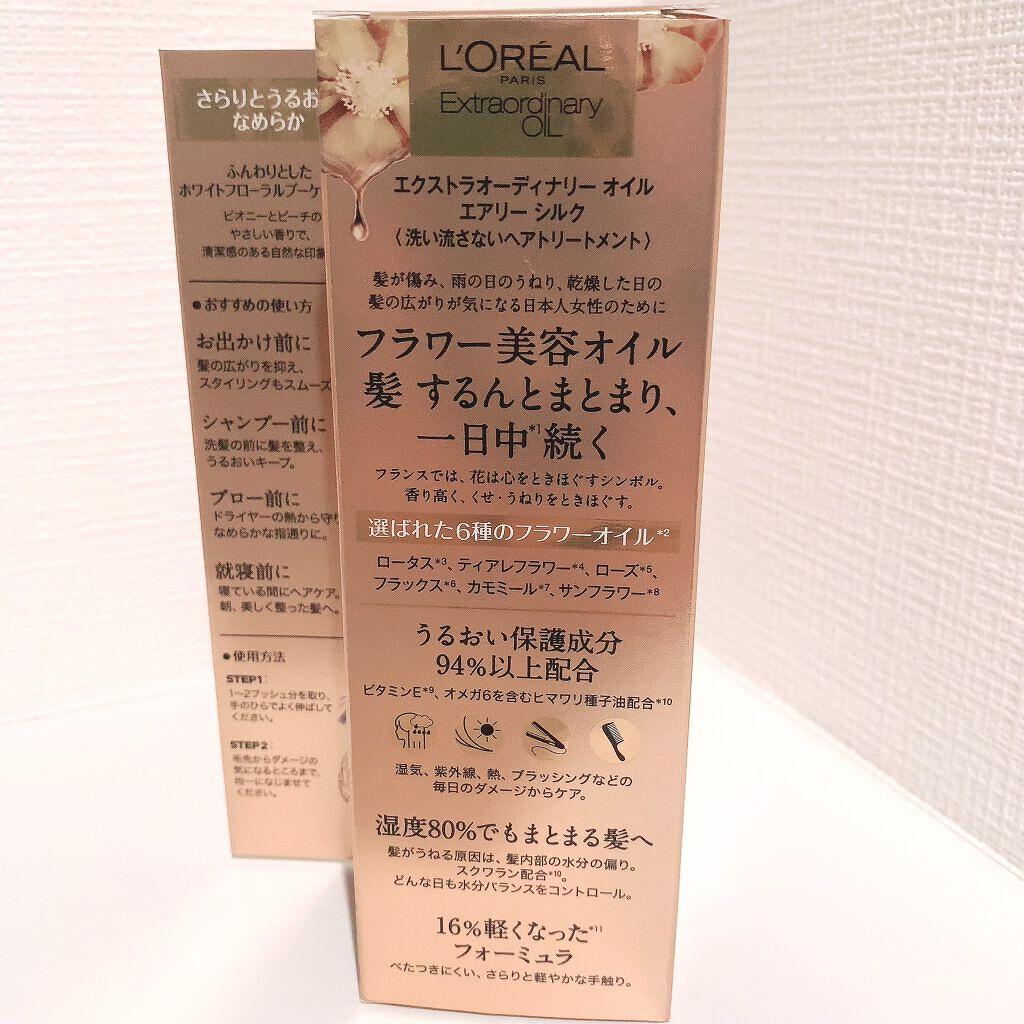 さらりとうるお
なめらか
ふんわりとした
ホワイトフローラルブーケ
ピオニーとピーチの
やさしい香りで、
清潔感のある自然な印象
●おすすめの使い方
お出かけ前に
髪の広がりを抑え、
スタイリングもスムーズ
シャンプー前に
洗髪の前に髪を整え、
うるおいキープ。
ブロー前に
ドライヤーの熱から守り
なめらかな指通りに。
就寝前に
寝ている間にヘアケア。
朝、美しく整った髪へ。
●使用方法
STEP1:
1〜2プッシュ分を取り、
手のひらでよく伸ばして
ください。
STEP2:
毛先からダメージの
気になるところまで、
均一になじませて
ください。
L'ORÉAL
PARIS
Extraordinary
OIL
エクストラオーディナリー オイル
エアリー シルク
〈洗い流さないヘアトリートメント〉
髪が傷み、雨の日のうねり、乾燥した日の
髪の広がりが気になる日本人女性のために
フラワー美容オイル
髪 するんとまとまり、
一日中*1続く
フランスでは、花は心をときほぐすシンボル。
香り高く、くせ・うねりをときほぐす。
選ばれた6種のフラワーオイル*2
ロータス*3、ティアレフラワー*4、ローズ*5、
フラックス*6、カモミール*7、サンフラワー*8
うるおい保護成分
94%以上配合
ビタミンE*9、オメガ6を含むヒマワリ種子油配合*10
湿気、紫外線、熱、ブラッシングなどの
毎日のダメージからケア。
湿度80%でもまとまる髪へ
髪がうねる原因は、髪内部の水分の偏り。
スクワラン配合*10。
どんな日も水分バランスをコントロール。
16%軽くなった*11
フォーミュラ
べたつきにくい、さらりと軽やかな手触り。